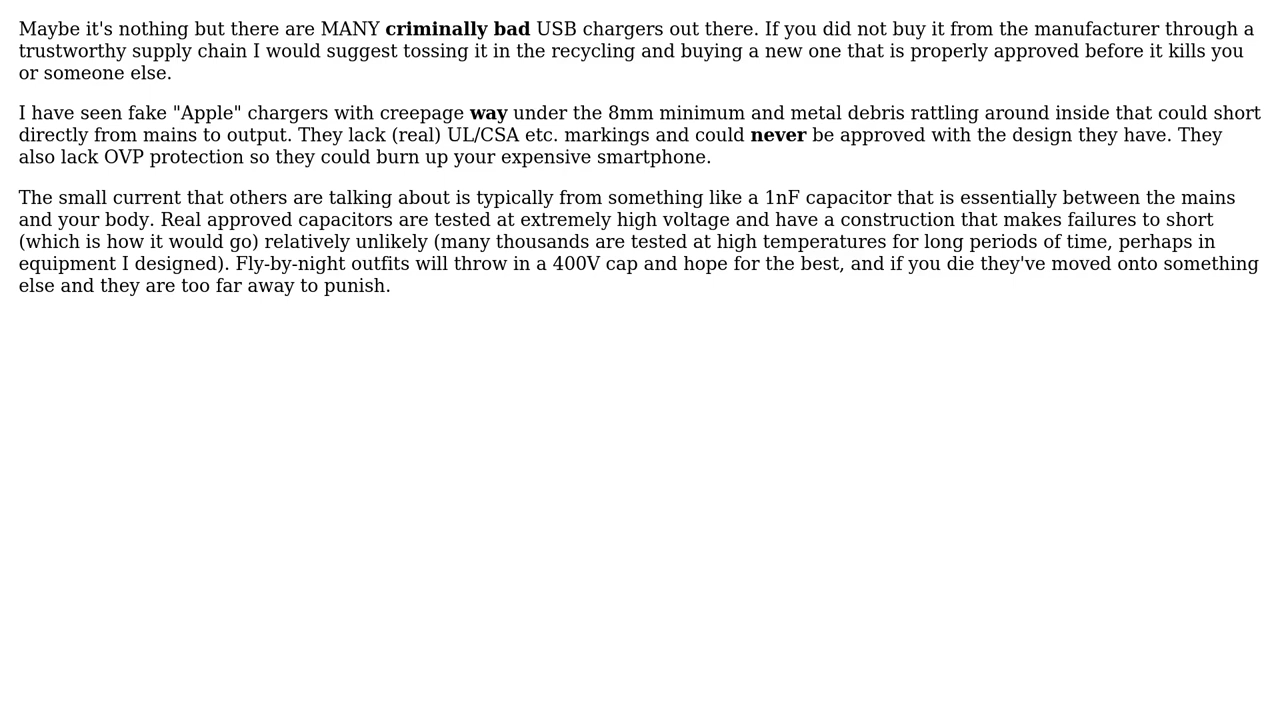 Maybe it's nothing but there are MANY criminally bad USB chargers out there. If you did not buy it from the manufacturer through a
trustworthy supply chain I would suggest tossing it in the recycling and buying a new one that is properly approved before it kills you
or someone else.
I have seen fake "Apple" chargers with creepage way under the 8mm minimum and metal debris rattling around inside that could short
directly from mains to output. They lack (real) UL/CSA etc. markings and could never be approved with the design they have. They
also lack OVP protection so they could burn up your expensive smartphone.
The small current that others are talking about is typically from something like a 1nF capacitor that is essentially between the mains
and your body. Real approved capacitors are tested at extremely high voltage and have a construction that makes failures to short
(which is how it would go) relatively unlikely (many thousands are tested at high temperatures for long periods of time, perhaps in
equipment I designed). Fly-by-night outfits will throw in a 400V cap and hope for the best, and if you die they've moved onto something
else and they are too far away to punish.